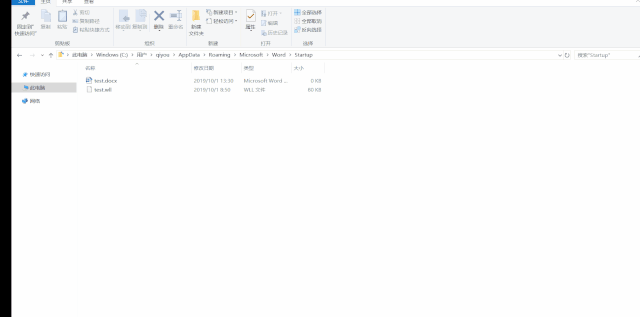 文件 主页 共享 查看
固定到"快速访问" 复制 粘贴 剪切 复制路径 粘贴快捷方式 移动到 复制到 删除 重命名 新建文件夹 新建项目 轻松访问 属性 打开 编辑 历史记录 全部选择 全部取消 反向选择
剪贴板 组织 新建 打开 选择
此电脑 > Windows (C:) > 用户 > qiyou > AppData > Roaming > Microsoft > Word > Startup
搜索"Startup"
名称 修改日期 类型 大小
快速访问
test.docx 2019/10/1 13:30 Microsoft Word ... 0 KB
此电脑
test.wll 2019/10/1 8:50 WLL 文件 80 KB
网络